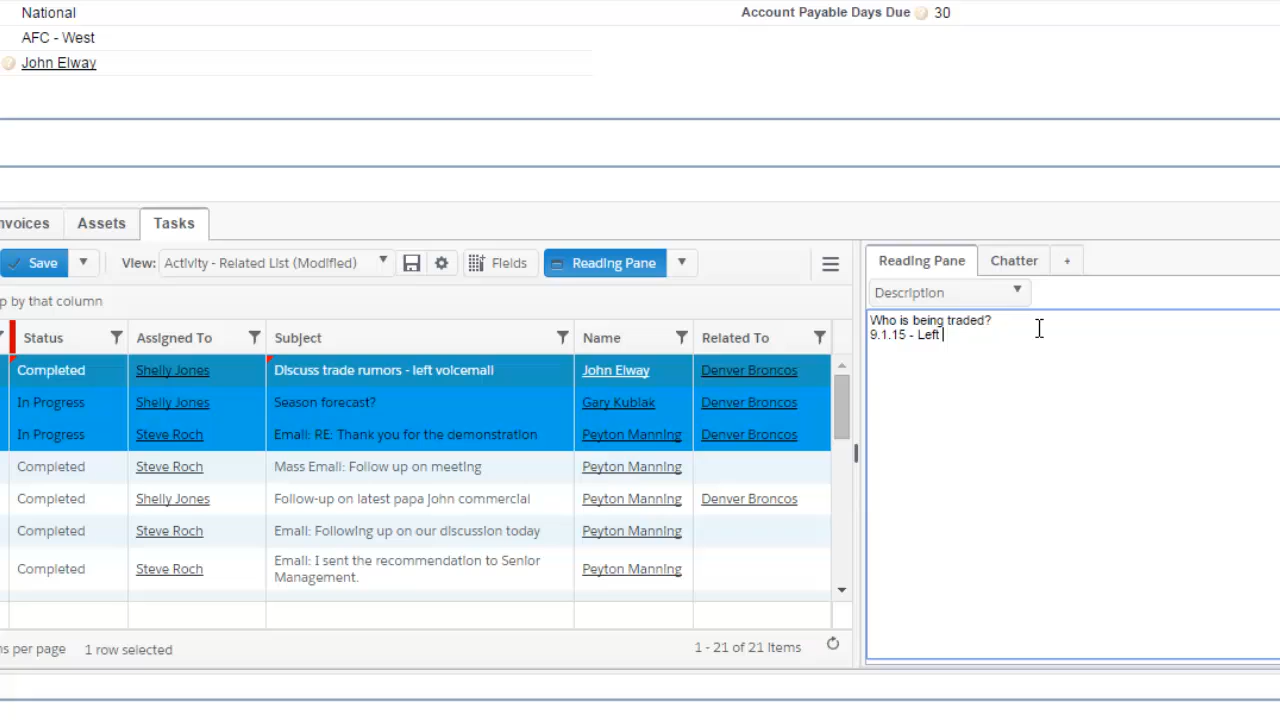 National
Account Payable Days Due 30
AFC - West
John Elway
Assets Tasks
Save View: Activity - Related List (Modified) Fields Reading Pane
Reading Pane Chatter +
Description
p by that column
Who is being traded?
9.1.15 - Left
Status Assigned To Subject Name Related To
Completed Shelly Jones Discuss trade rumors - left voicemail John Elway Denver Broncos
In Progress Shelly Jones Season forecast? Gary Kubiak Denver Broncos
In Progress Steve Roch Email: RE: Thank you for the demonstration Peyton Manning Denver Broncos
Completed Steve Roch Mass Email: Follow up on meeting Peyton Manning
Completed Shelly Jones Follow-up on latest papa john commercial Peyton Manning Denver Broncos
Completed Steve Roch Email: Following up on our discussion today Peyton Manning
Completed Steve Roch Email: I sent the recommendation to Senior
Management. Peyton Manning
per page 1 row selected 1 - 21 of 21 items